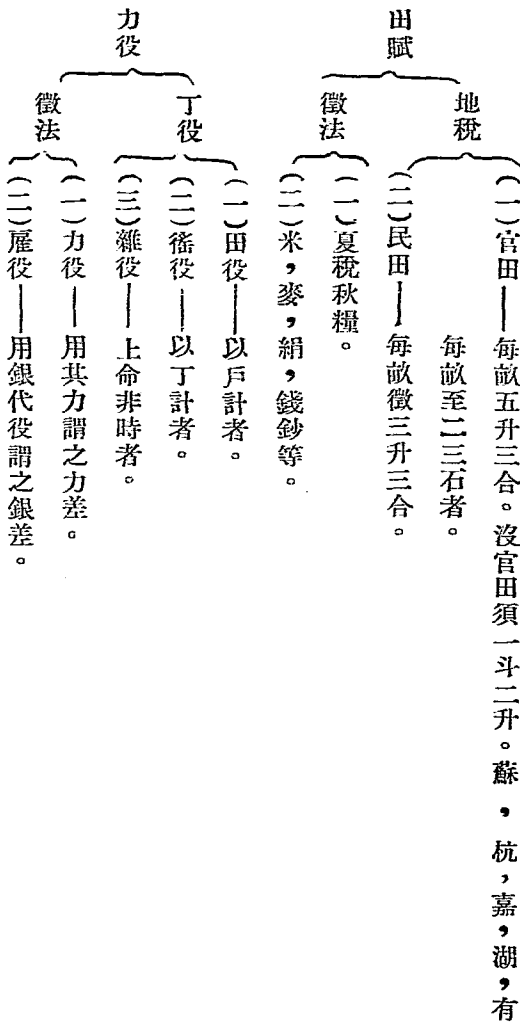 田賦
地稅
(一)官田——每畝五升三合。沒官田須一斗二升。蘇，杭，嘉，湖，有
每畝至二三石者。
(二)民田——每畝徵三升三合。
徵法
(一)夏稅秋糧。
(二)米，麥，絹，錢鈔等。
力役
丁役
(一)田役——以戶計者。
(二)徭役——以丁計者。
(三)雜役——上命非時者。
徵法
(一)力役——用其力謂之力差。
(二)雇役——用銀代役謂之銀差。